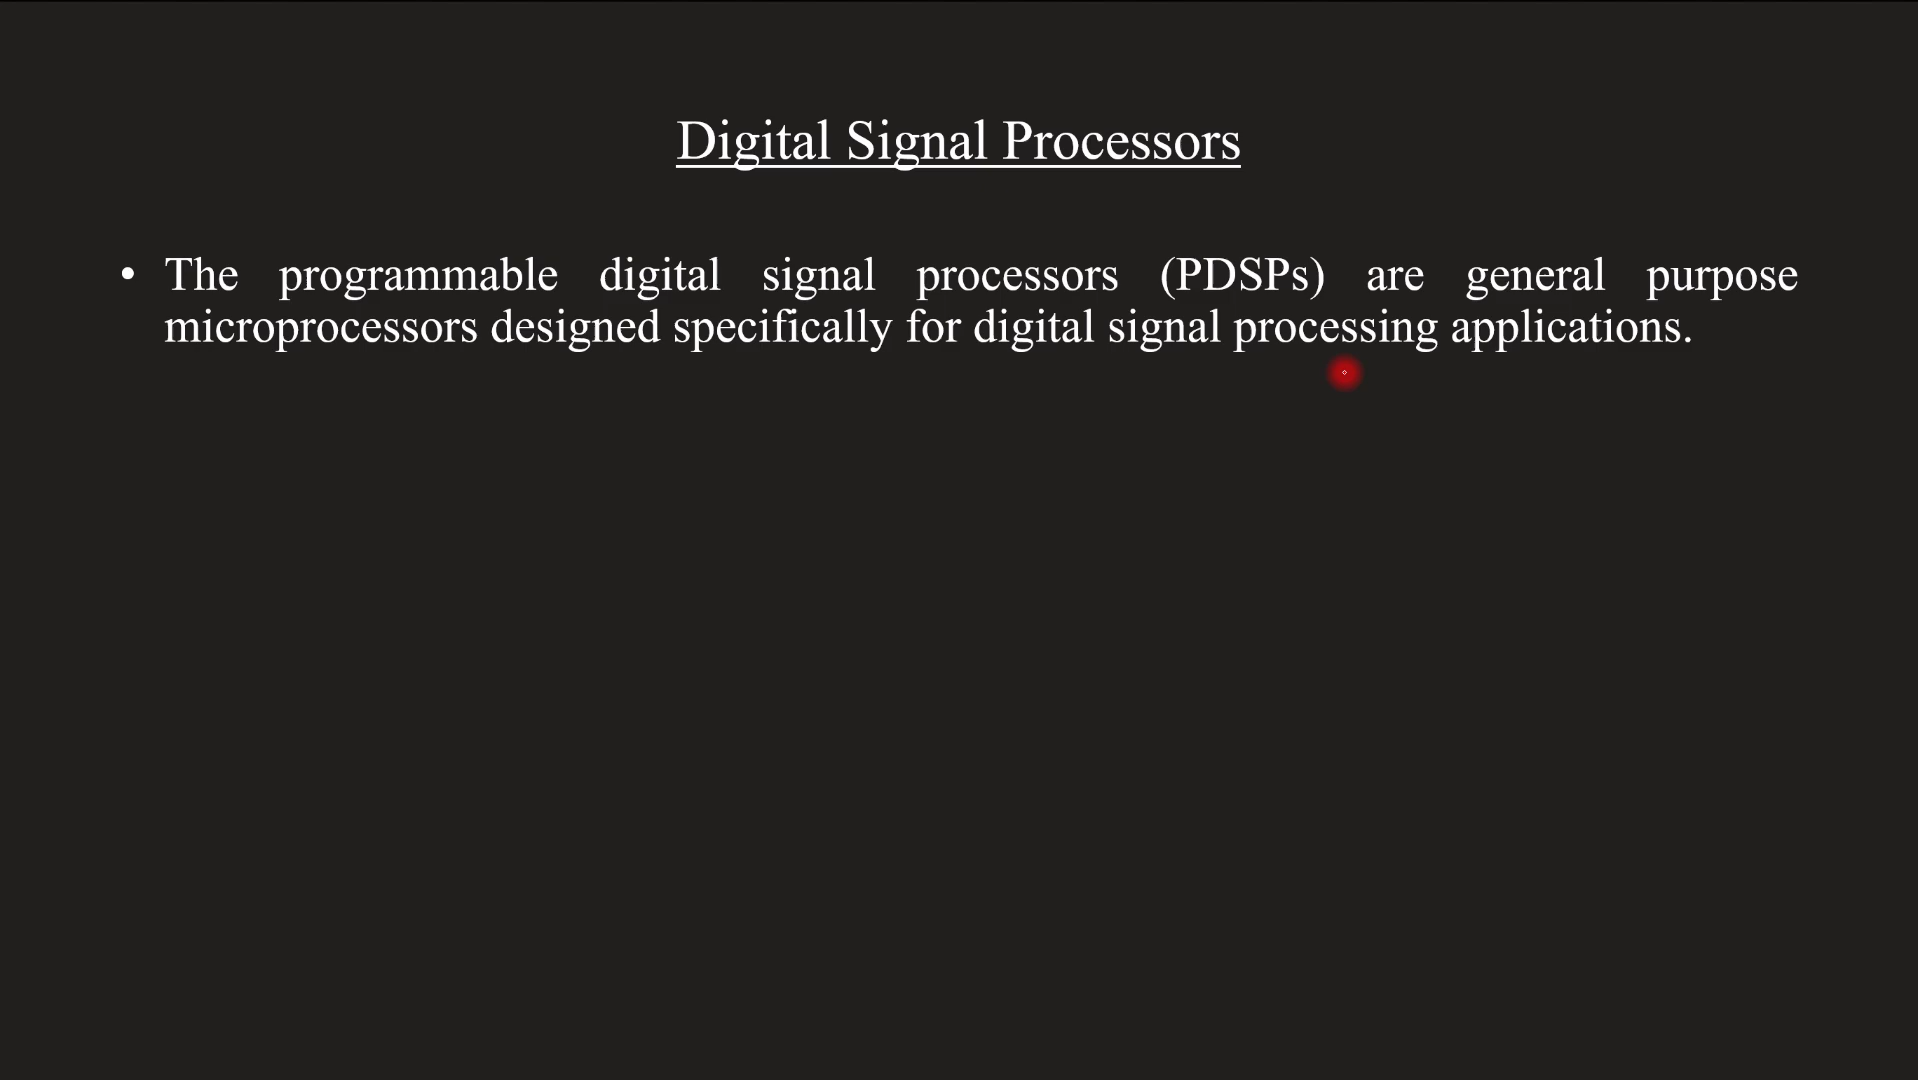 Digital Signal Processors
• The programmable digital signal processors (PDSPs) are general purpose
microprocessors designed specifically for digital signal processing applications.